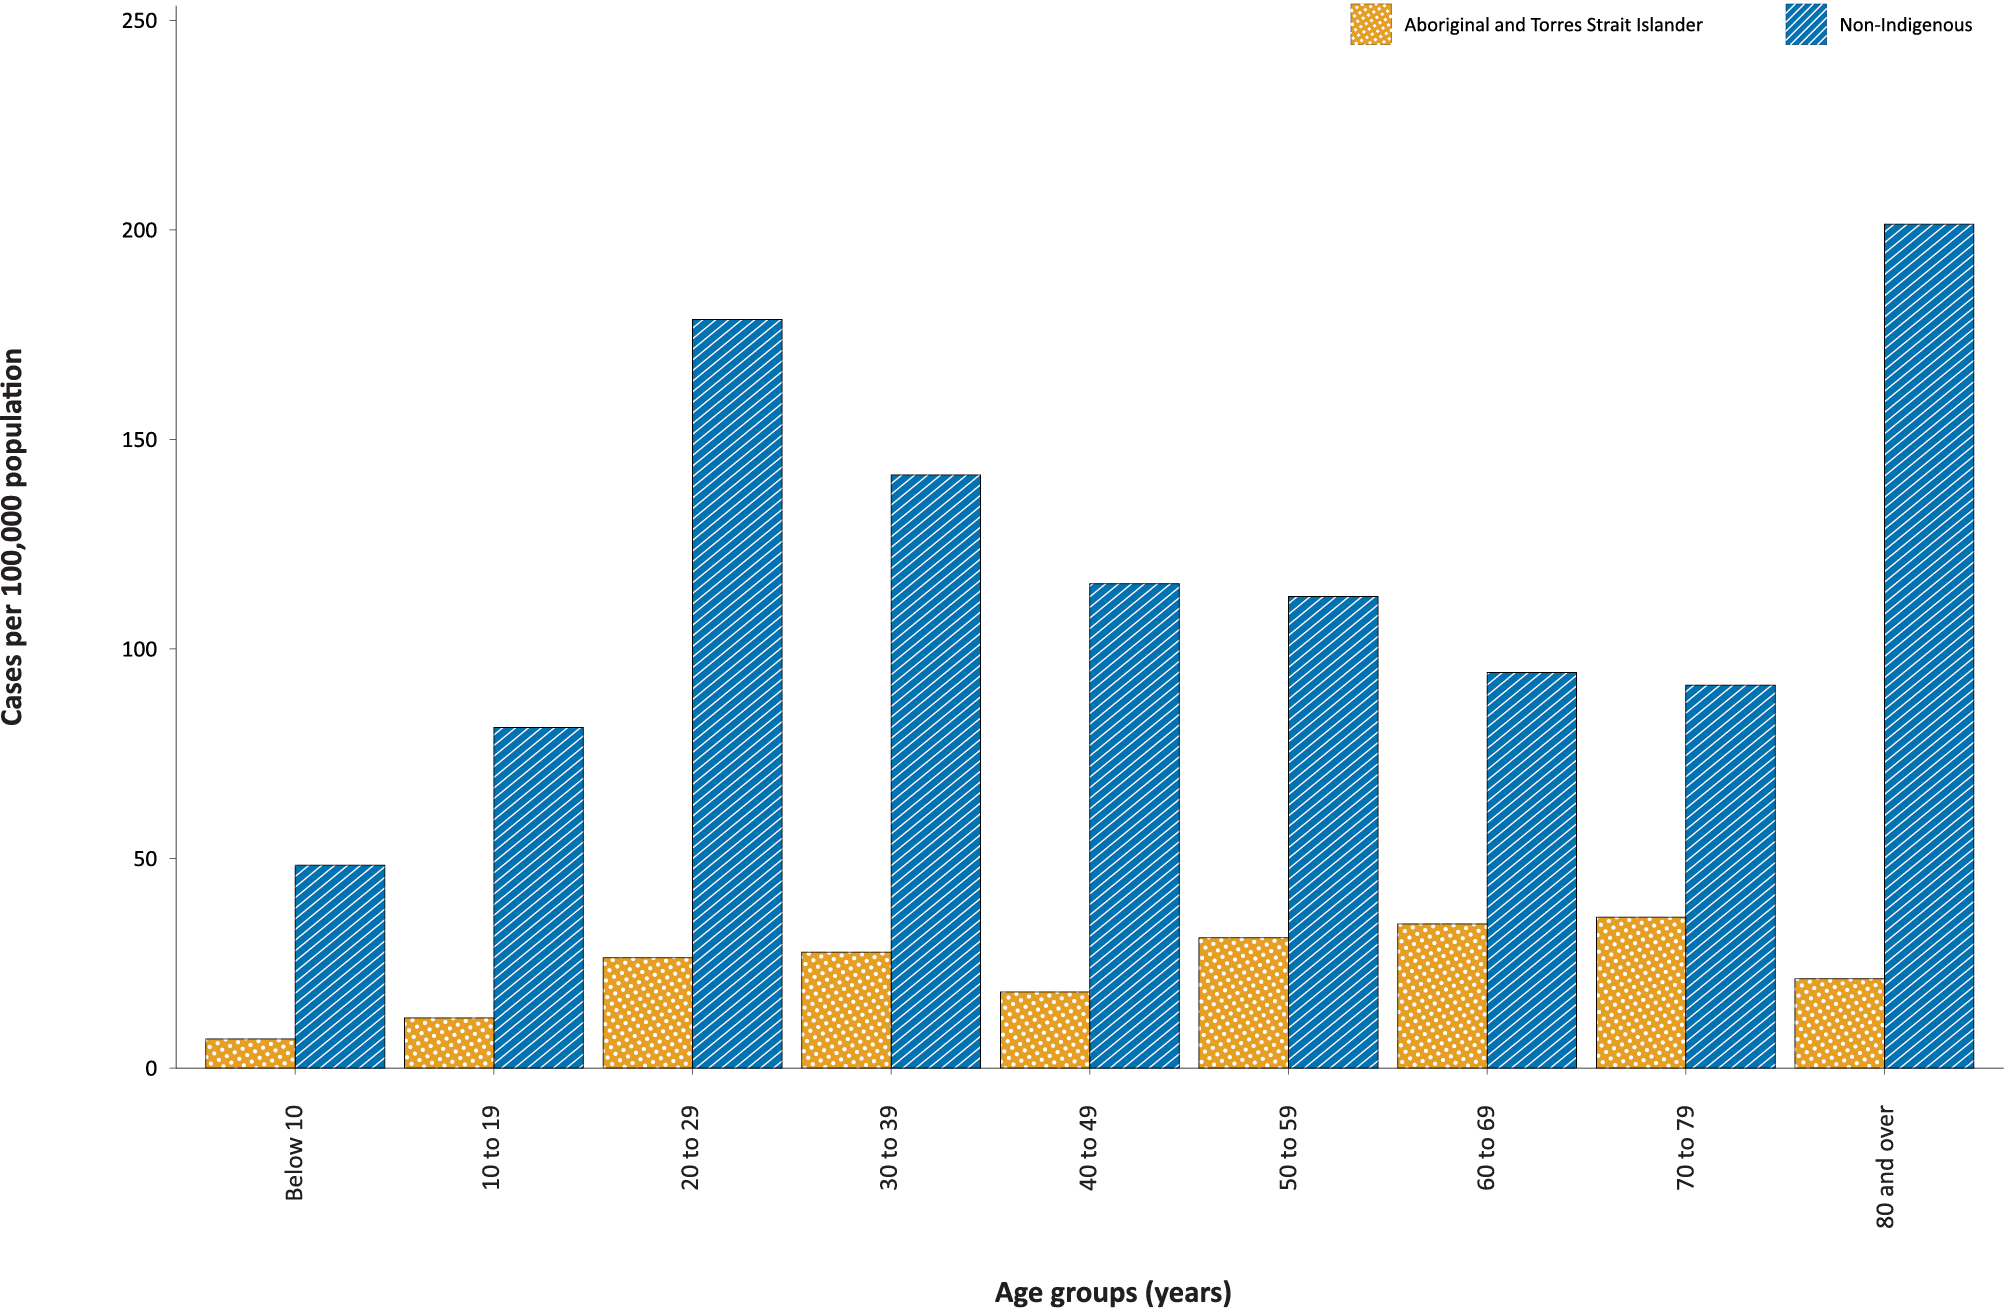 Aboriginal and Torres Strait Islander
Non-Indigenous
Cases per 100,000 population
250
200
150
100
50
0
Below 10
10 to 19
20 to 29
30 to 39
40 to 49
50 to 59
60 to 69
70 to 79
80 and over
Age groups (years)